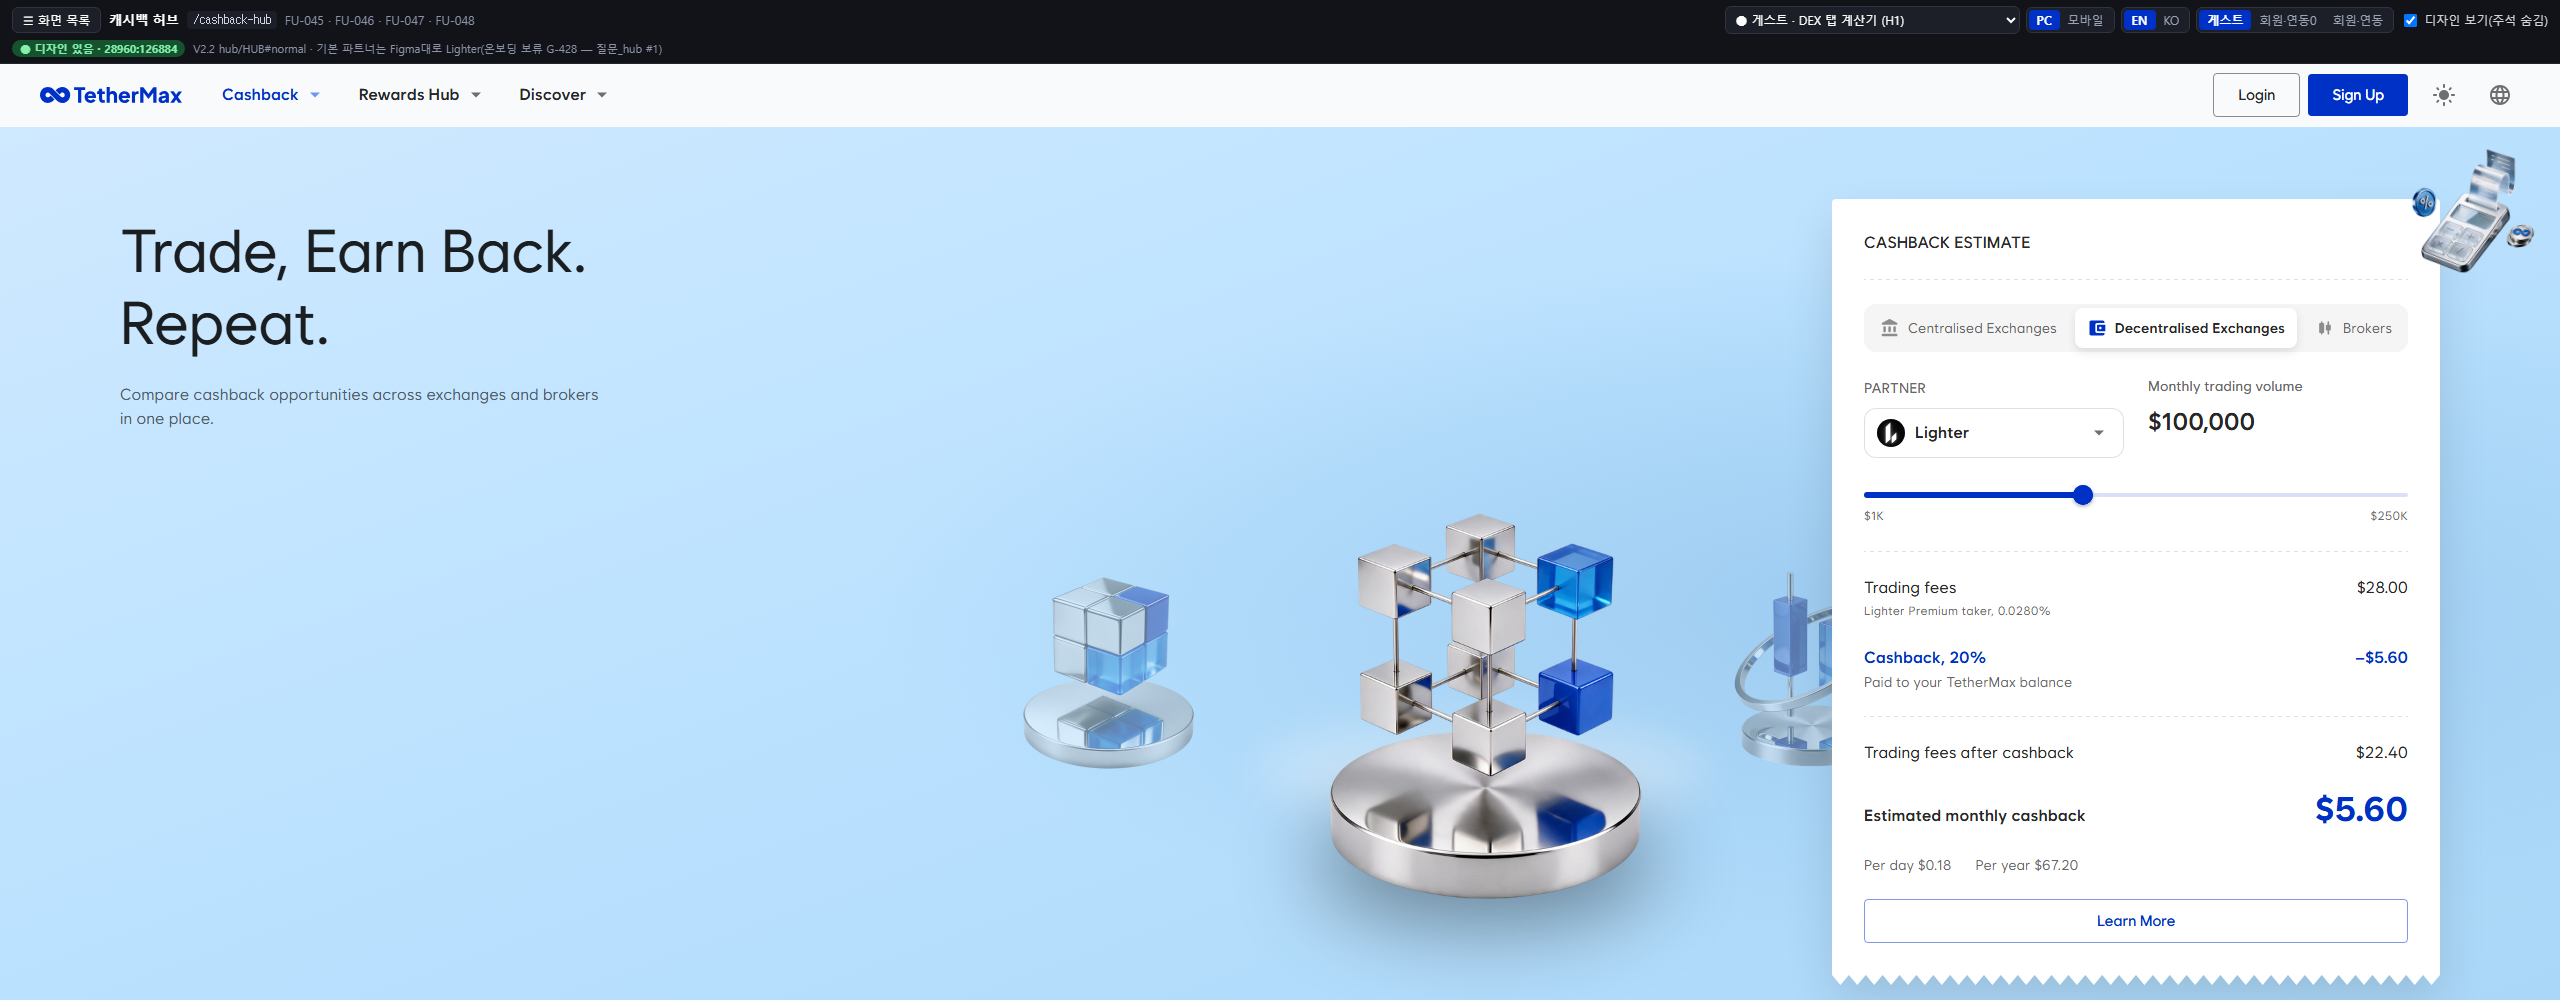 ☰ 화면 목록 캐시백 허브 /cashback-hub FU-045 · FU-046 · FU-047 · FU-048
● 게스트 · DEX 탭 계산기 (H1) PC 모바일 EN KO 게스트 회원·연동0 회원·연동 디자인 보기(주석 숨김)
● 디자인 있음 · 28960:126884 V2.2 hub/HUB#normal · 기본 파트너는 Figma대로 Lighter(온보딩 보류 G-428 — 질문_hub #1)
TetherMax Cashback Rewards Hub Discover Login Sign Up
Trade, Earn Back.
Repeat.
Compare cashback opportunities across exchanges and brokers
in one place.
CASHBACK ESTIMATE
Centralised Exchanges Decentralised Exchanges Brokers
PARTNER Monthly trading volume
Lighter $100,000
$1K $250K
Trading fees $28.00
Lighter Premium taker, 0.0280%
Cashback, 20% −$5.60
Paid to your TetherMax balance
Trading fees after cashback $22.40
Estimated monthly cashback $5.60
Per day $0.18 Per year $67.20
Learn More